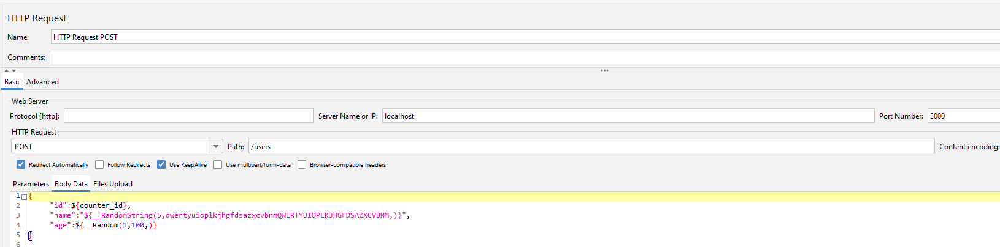 HTTP Request
Name: HTTP Request POST
Comments:
Basic Advanced
Web Server
Protocol [http]: Server Name or IP: localhost Port Number: 3000
HTTP Request
POST Path: /users Content encoding:
Redirect Automatically Follow Redirects Use KeepAlive Use multipart/form-data Browser-compatible headers
Parameters Body Data Files Upload
1 {
2 "id":${counter_id},
3 "name":"${__RandomString(5,qwertyuioplkjhgfdsazxcvbnmQWERTYUIOPLKJHGFDSAZXCVBNM,)}",
4 "age":${__Random(1,100,)}
5 }
6